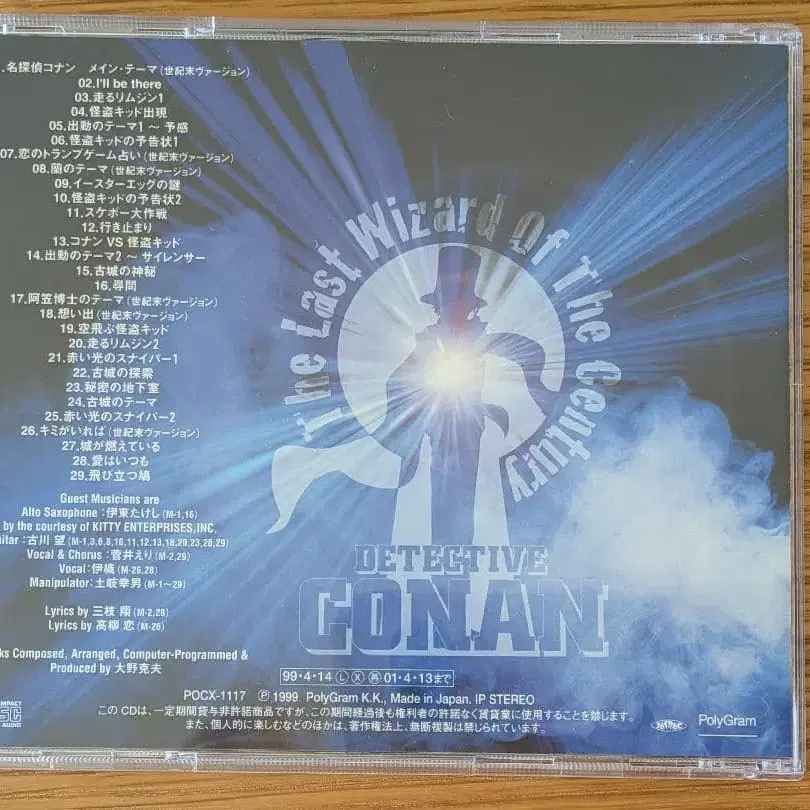 .名探偵コナン　メイン・テーマ(世紀末ヴァージョン)
02.I'll be there
03.走るリムジン1
04.怪盗キッド出現
05.出動のテーマ1 ～ 予感
06.怪盗キッドの予告状1
07.恋のトランプゲーム占い(世紀末ヴァージョン)
08.蘭のテーマ(世紀末ヴァージョン)
09.イースターエッグの謎
10.怪盗キッドの予告状2
11.スケボー大作戦
12.行き止まり
13.コナン VS 怪盗キッド
14.出動のテーマ2 ～ サイレンサー
15.古城の神秘
16.尋問
17.阿笠博士のテーマ(世紀末ヴァージョン)
18.想い出(世紀末ヴァージョン)
19.空飛ぶ怪盗キッド
20.走るリムジン2
21.赤い光のスナイパー1
22.古城の探索
23.秘密の地下室
24.古城のテーマ
25.赤い光のスナイパー2
26.キミがいれば(世紀末ヴァージョン)
27.城が燃えている
28.愛はいつも
29.飛び立つ鳩
Guest Musicians are
Alto Saxophone:伊東たけし(M-1,16)
by the courtesy of KITTY ENTERPRISES,INC.
uitar:古川 望(M-1,3,6,8,10,11,12,13,18,20,23,28,29)
Vocal & Chorus:菅井えり(M-2,29)
Vocal:伊織(M-26,28)
Manipulator:土岐幸男(M-1～29)
Lyrics by 三枝 翔(M-2,28)
Lyrics by 高柳 恋(M-26)
ks Composed, Arranged, Computer-Programmed &
Produced by 大野克夫
The Last Wizard Of The Century
DETECTIVE
CONAN
99・4・14 L X 再 01・4・13まで
POCX-1117 Ⓟ 1999 PolyGram K.K., Made in Japan. IP STEREO
このCDは、一定期間貸与非許諾商品ですが、この期間経過後も権利者の許諾なく賃貸業に使用することを禁じます。
また、個人的に楽しむなどのほかは、著作権法上、無断複製は禁じられています。
OMPACT
DISC
AUDIO
PolyGram